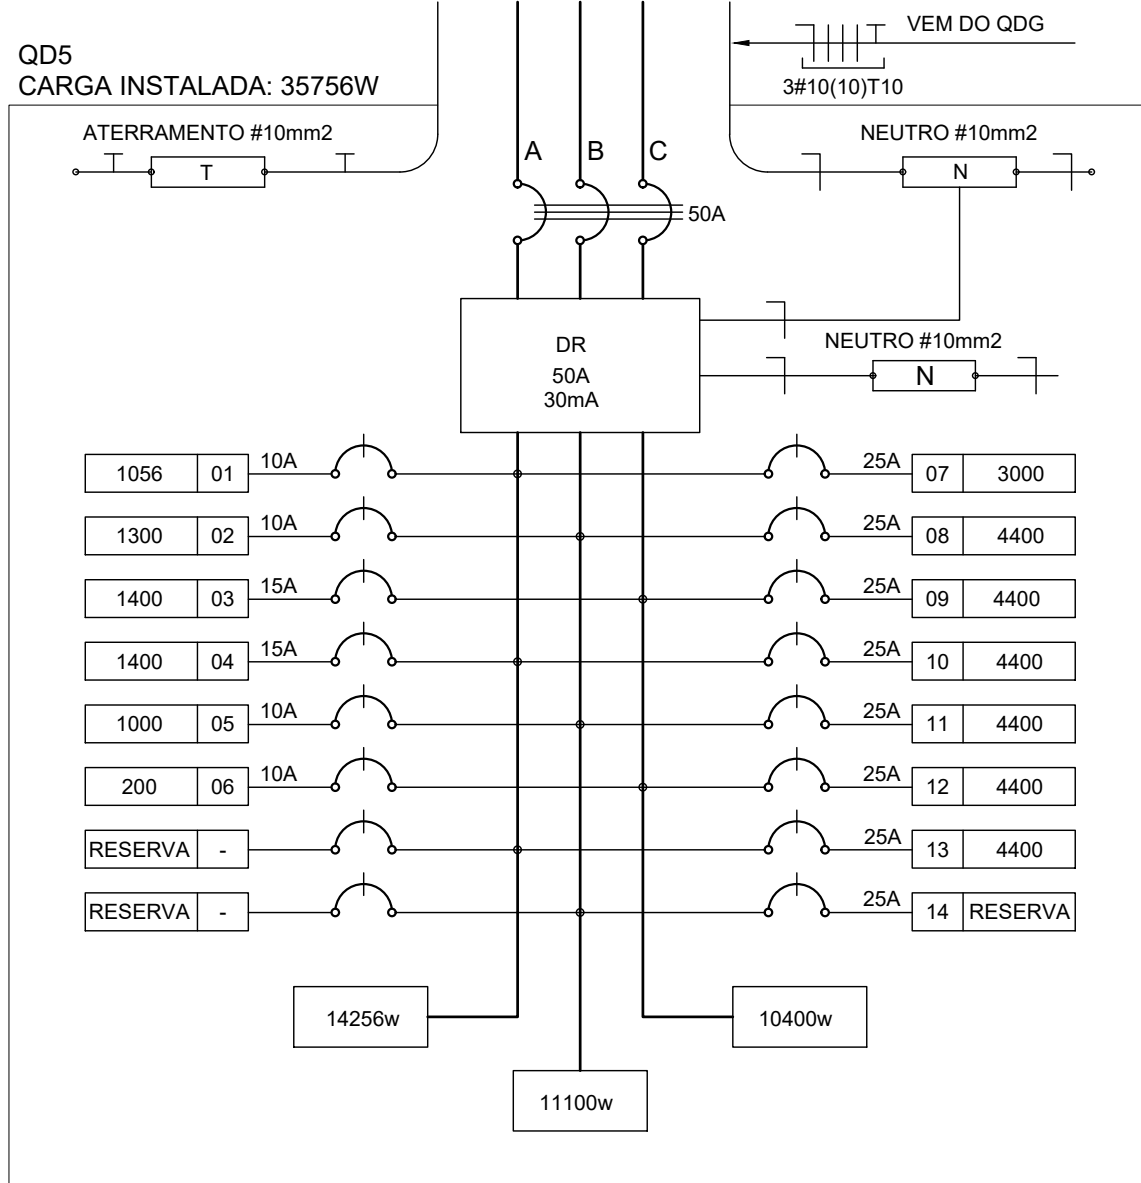 QD5
CARGA INSTALADA: 35756W
VEM DO QDG
3#10(10)T10
ATERRAMENTO #10mm2
T
A
B
C
50A
NEUTRO #10mm2
N
DR
50A
30mA
NEUTRO #10mm2
N
1056 01 10A
25A 07 3000
1300 02 10A
25A 08 4400
1400 03 15A
25A 09 4400
1400 04 15A
25A 10 4400
1000 05 10A
25A 11 4400
200 06 10A
25A 12 4400
RESERVA -
25A 13 4400
RESERVA -
25A 14 RESERVA
14256w
10400w
11100w